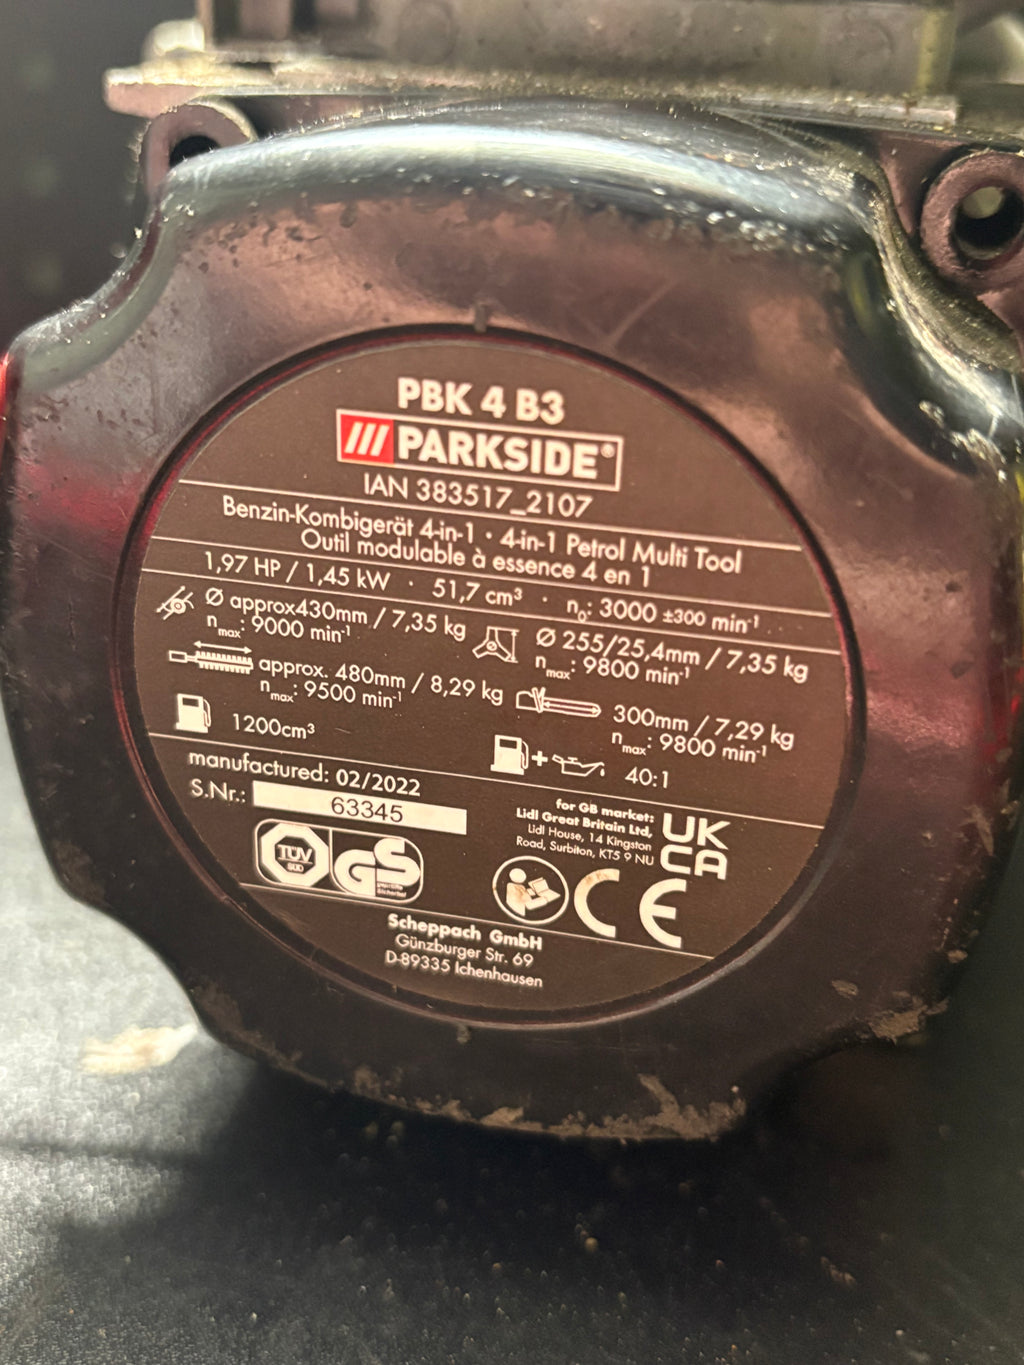 PBK 4 B3
/// PARKSIDE®
IAN 383517_2107
Benzin-Kombigerät 4-in-1 · 4-in-1 Petrol Multi Tool
Outil modulable à essence 4 en 1
1,97 HP / 1,45 kW · 51,7 cm³ · n₀: 3000 ±300 min⁻¹
Ø approx430mm / 7,35 kg
nmax: 9000 min⁻¹
Ø 255/25,4mm / 7,35 kg
nmax: 9800 min⁻¹
approx. 480mm / 8,29 kg
nmax: 9500 min⁻¹
300mm / 7,29 kg
nmax: 9800 min⁻¹
1200cm³
+ 40:1
manufactured: 02/2022
S.Nr.: 63345
for GB market:
Lidl Great Britain Ltd,
Lidl House, 14 Kingston
Road, Surbiton, KT5 9 NU
UK
CA
TÜV
SÜD
GS
geprüfte
Sicherheit
CE
Scheppach GmbH
Günzburger Str. 69
D-89335 Ichenhausen